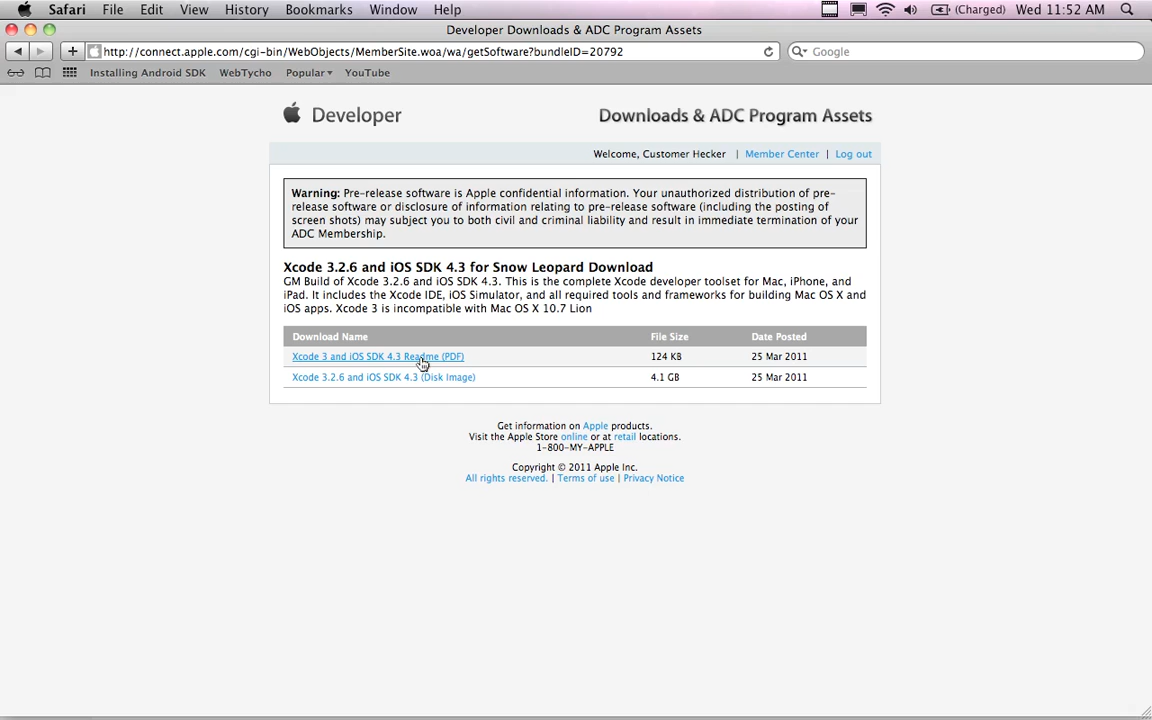 Safari File Edit View History Bookmarks Window Help (Charged) Wed 11:52 AM
Developer Downloads & ADC Program Assets
http://connect.apple.com/cgi-bin/WebObjects/MemberSite.woa/wa/getSoftware?bundleID=20792 Google
Installing Android SDK WebTycho Popular▾ YouTube
Developer Downloads & ADC Program Assets
Welcome, Customer Hecker | Member Center | Log out
Warning: Pre-release software is Apple confidential information. Your unauthorized distribution of pre-
release software or disclosure of information relating to pre-release software (including the posting of
screen shots) may subject you to both civil and criminal liability and result in immediate termination of your
ADC Membership.
Xcode 3.2.6 and iOS SDK 4.3 for Snow Leopard Download
GM Build of Xcode 3.2.6 and iOS SDK 4.3. This is the complete Xcode developer toolset for Mac, iPhone, and
iPad. It includes the Xcode IDE, iOS Simulator, and all required tools and frameworks for building Mac OS X and
iOS apps. Xcode 3 is incompatible with Mac OS X 10.7 Lion
Download Name File Size Date Posted
Xcode 3 and iOS SDK 4.3 Readme (PDF) 124 KB 25 Mar 2011
Xcode 3.2.6 and iOS SDK 4.3 (Disk Image) 4.1 GB 25 Mar 2011
Get information on Apple products.
Visit the Apple Store online or at retail locations.
1-800-MY-APPLE
Copyright © 2011 Apple Inc.
All rights reserved. | Terms of use | Privacy Notice